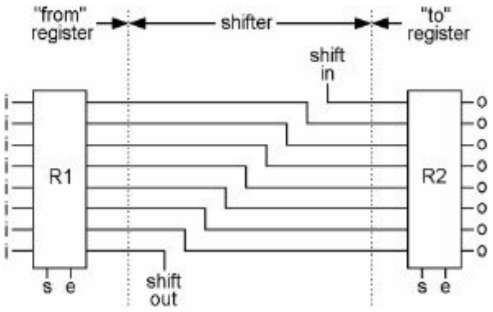 "from" register
shifter
"to" register
shift in
i
i
i
i
i
i
i
i
R1
R2
o
o
o
o
o
o
o
o
s e
shift out
s e